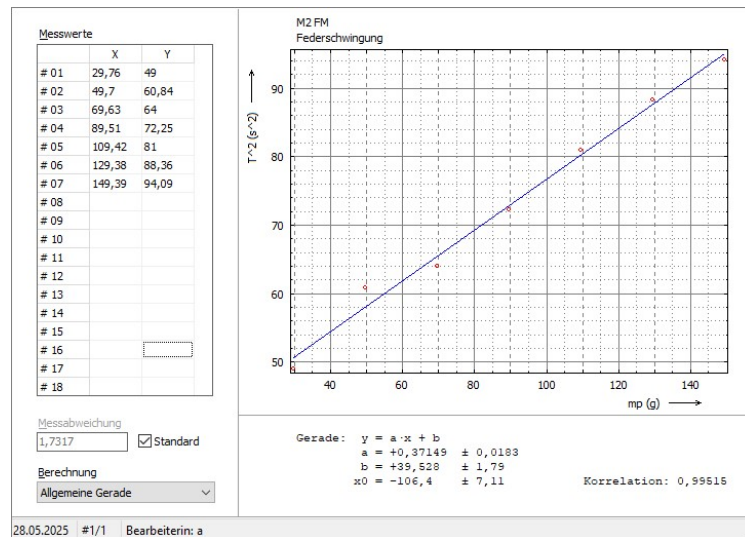 Messwerte
X Y
# 01 29,76 49
# 02 49,7 60,84
# 03 69,63 64
# 04 89,51 72,25
# 05 109,42 81
# 06 129,38 88,36
# 07 149,39 94,09
# 08
# 09
# 10
# 11
# 12
# 13
# 14
# 15
# 16
# 17
# 18
Messabweichung
1,7317 Standard
Berechnung
Allgemeine Gerade
M2 FM
Federschwingung
T^2 (s^2)
90
80
70
60
50
40 60 80 100 120 140
mp (g)
Gerade: y = a·x + b
a = +0,37149 ± 0,0183
b = +39,528 ± 1,79
x0 = -106,4 ± 7,11 Korrelation: 0,99515
28.05.2025 #1/1 Bearbeiterin: a